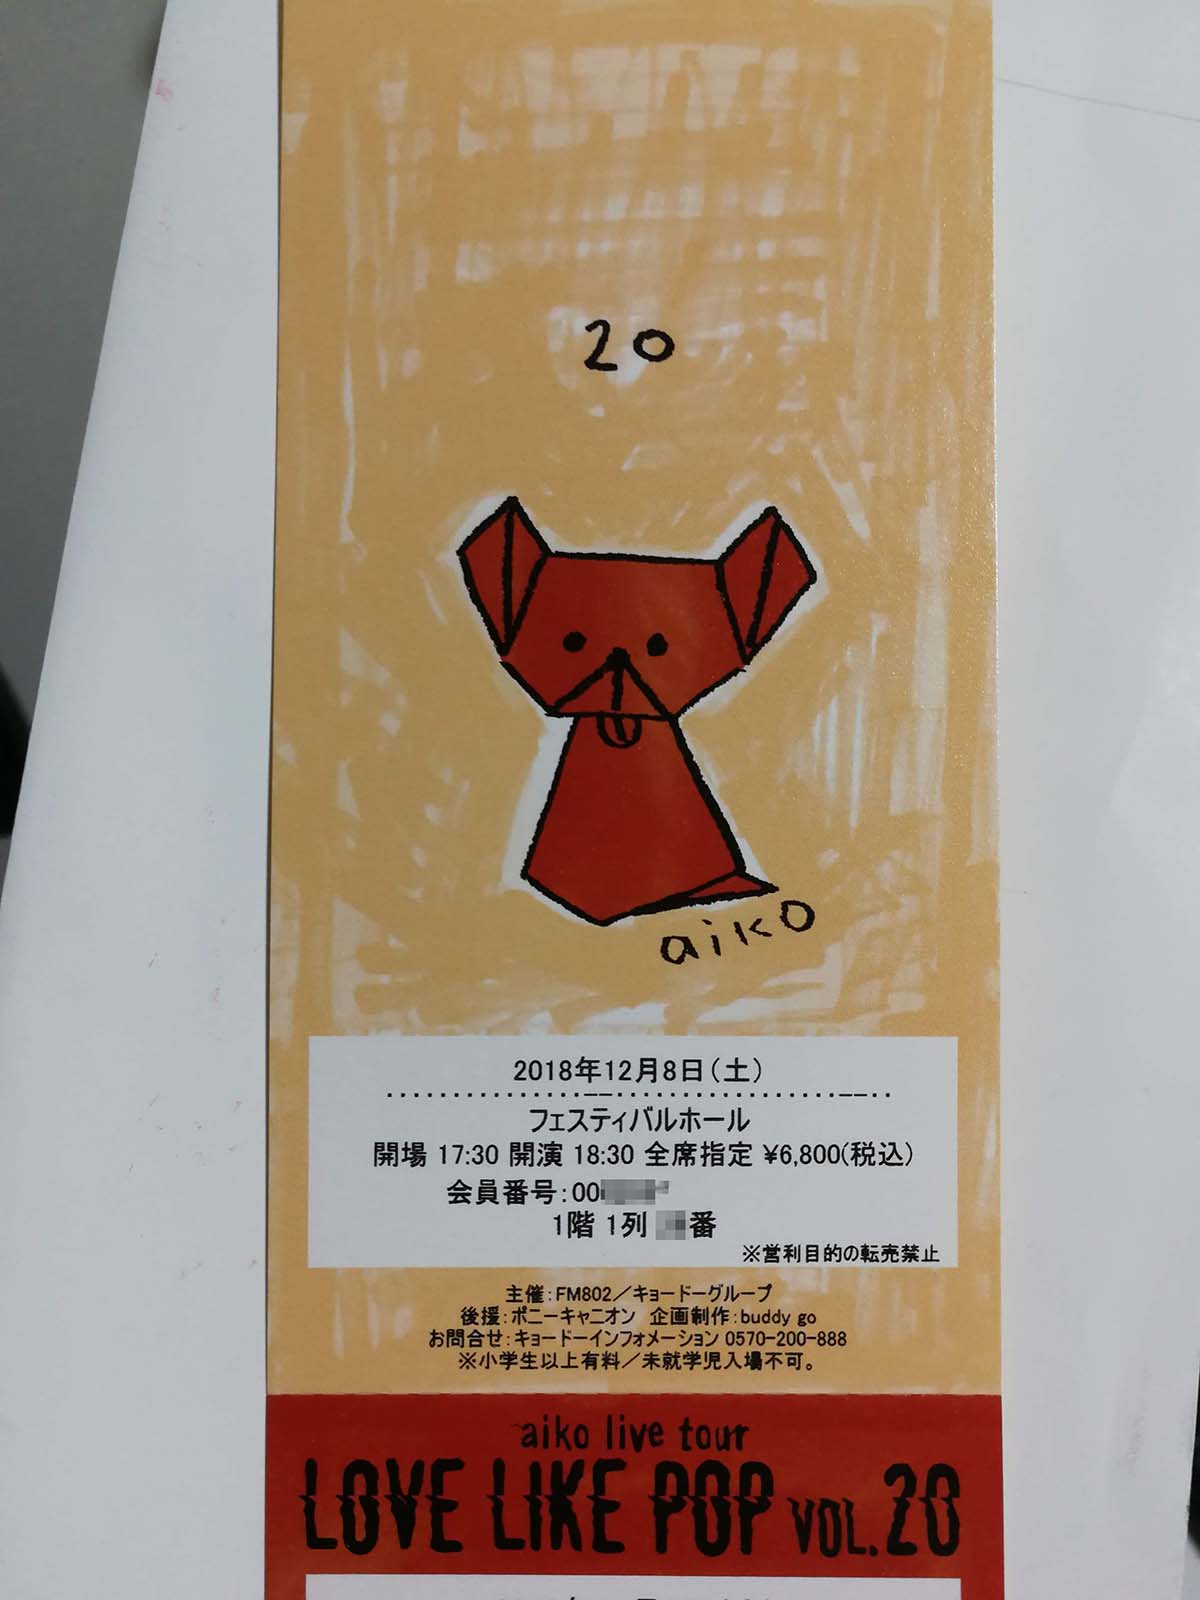 20
aiko
2018年12月8日(土)
フェスティバルホール
開場 17:30 開演 18:30 全席指定 ¥6,800(税込)
会員番号:00
1階 1列 番
※営利目的の転売禁止
主催:FM802/キョードーグループ
後援:ポニーキャニオン 企画制作:buddy go
お問合せ:キョードーインフォメーション 0570-200-888
※小学生以上有料/未就学児入場不可。
aiko live tour
LOVE LIKE POP VOL.20